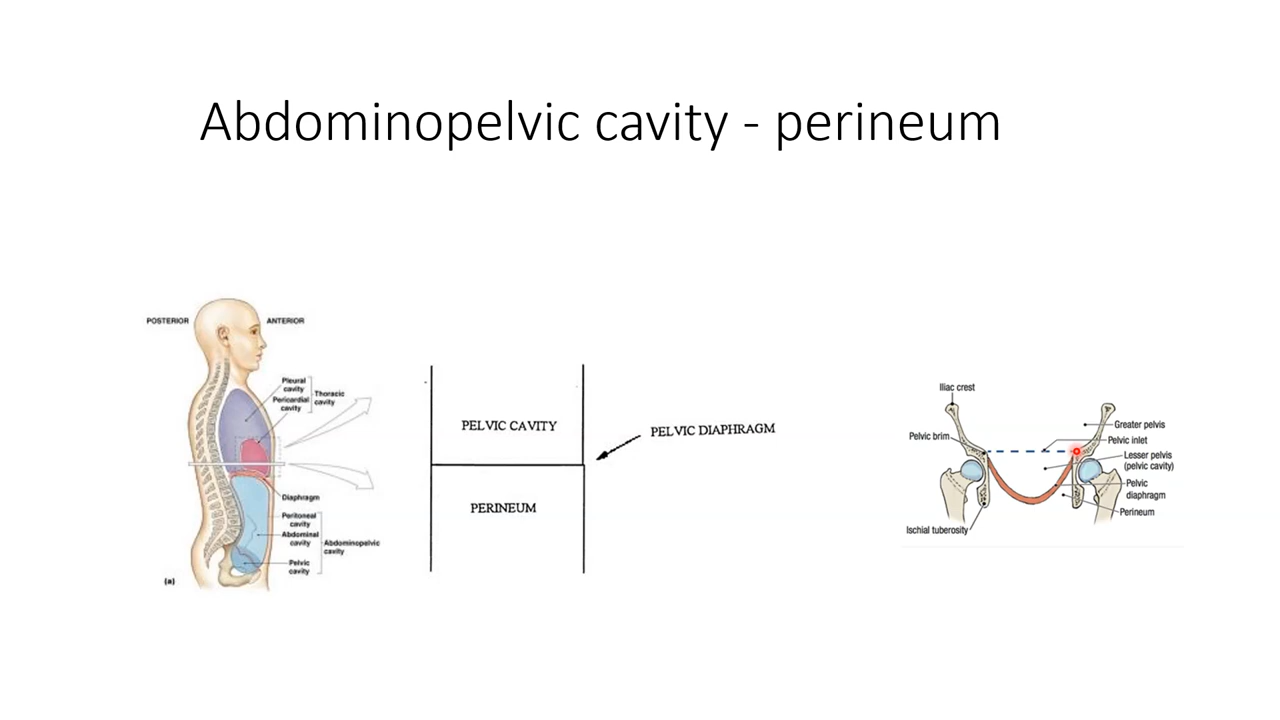 Abdominopelvic cavity - perineum
POSTERIOR
ANTERIOR
Pleural
cavity
Pericardial
cavity
Thoracic
cavity
Diaphragm
Peritoneal
cavity
Abdominal
cavity
Abdominopelvic
cavity
Pelvic
cavity
(a)
PELVIC CAVITY
PELVIC DIAPHRAGM
PERINEUM
Iliac crest
Greater pelvis
Pelvic brim
Pelvic inlet
Lesser pelvis
(pelvic cavity)
Pelvic
diaphragm
Perineum
Ischial tuberosity